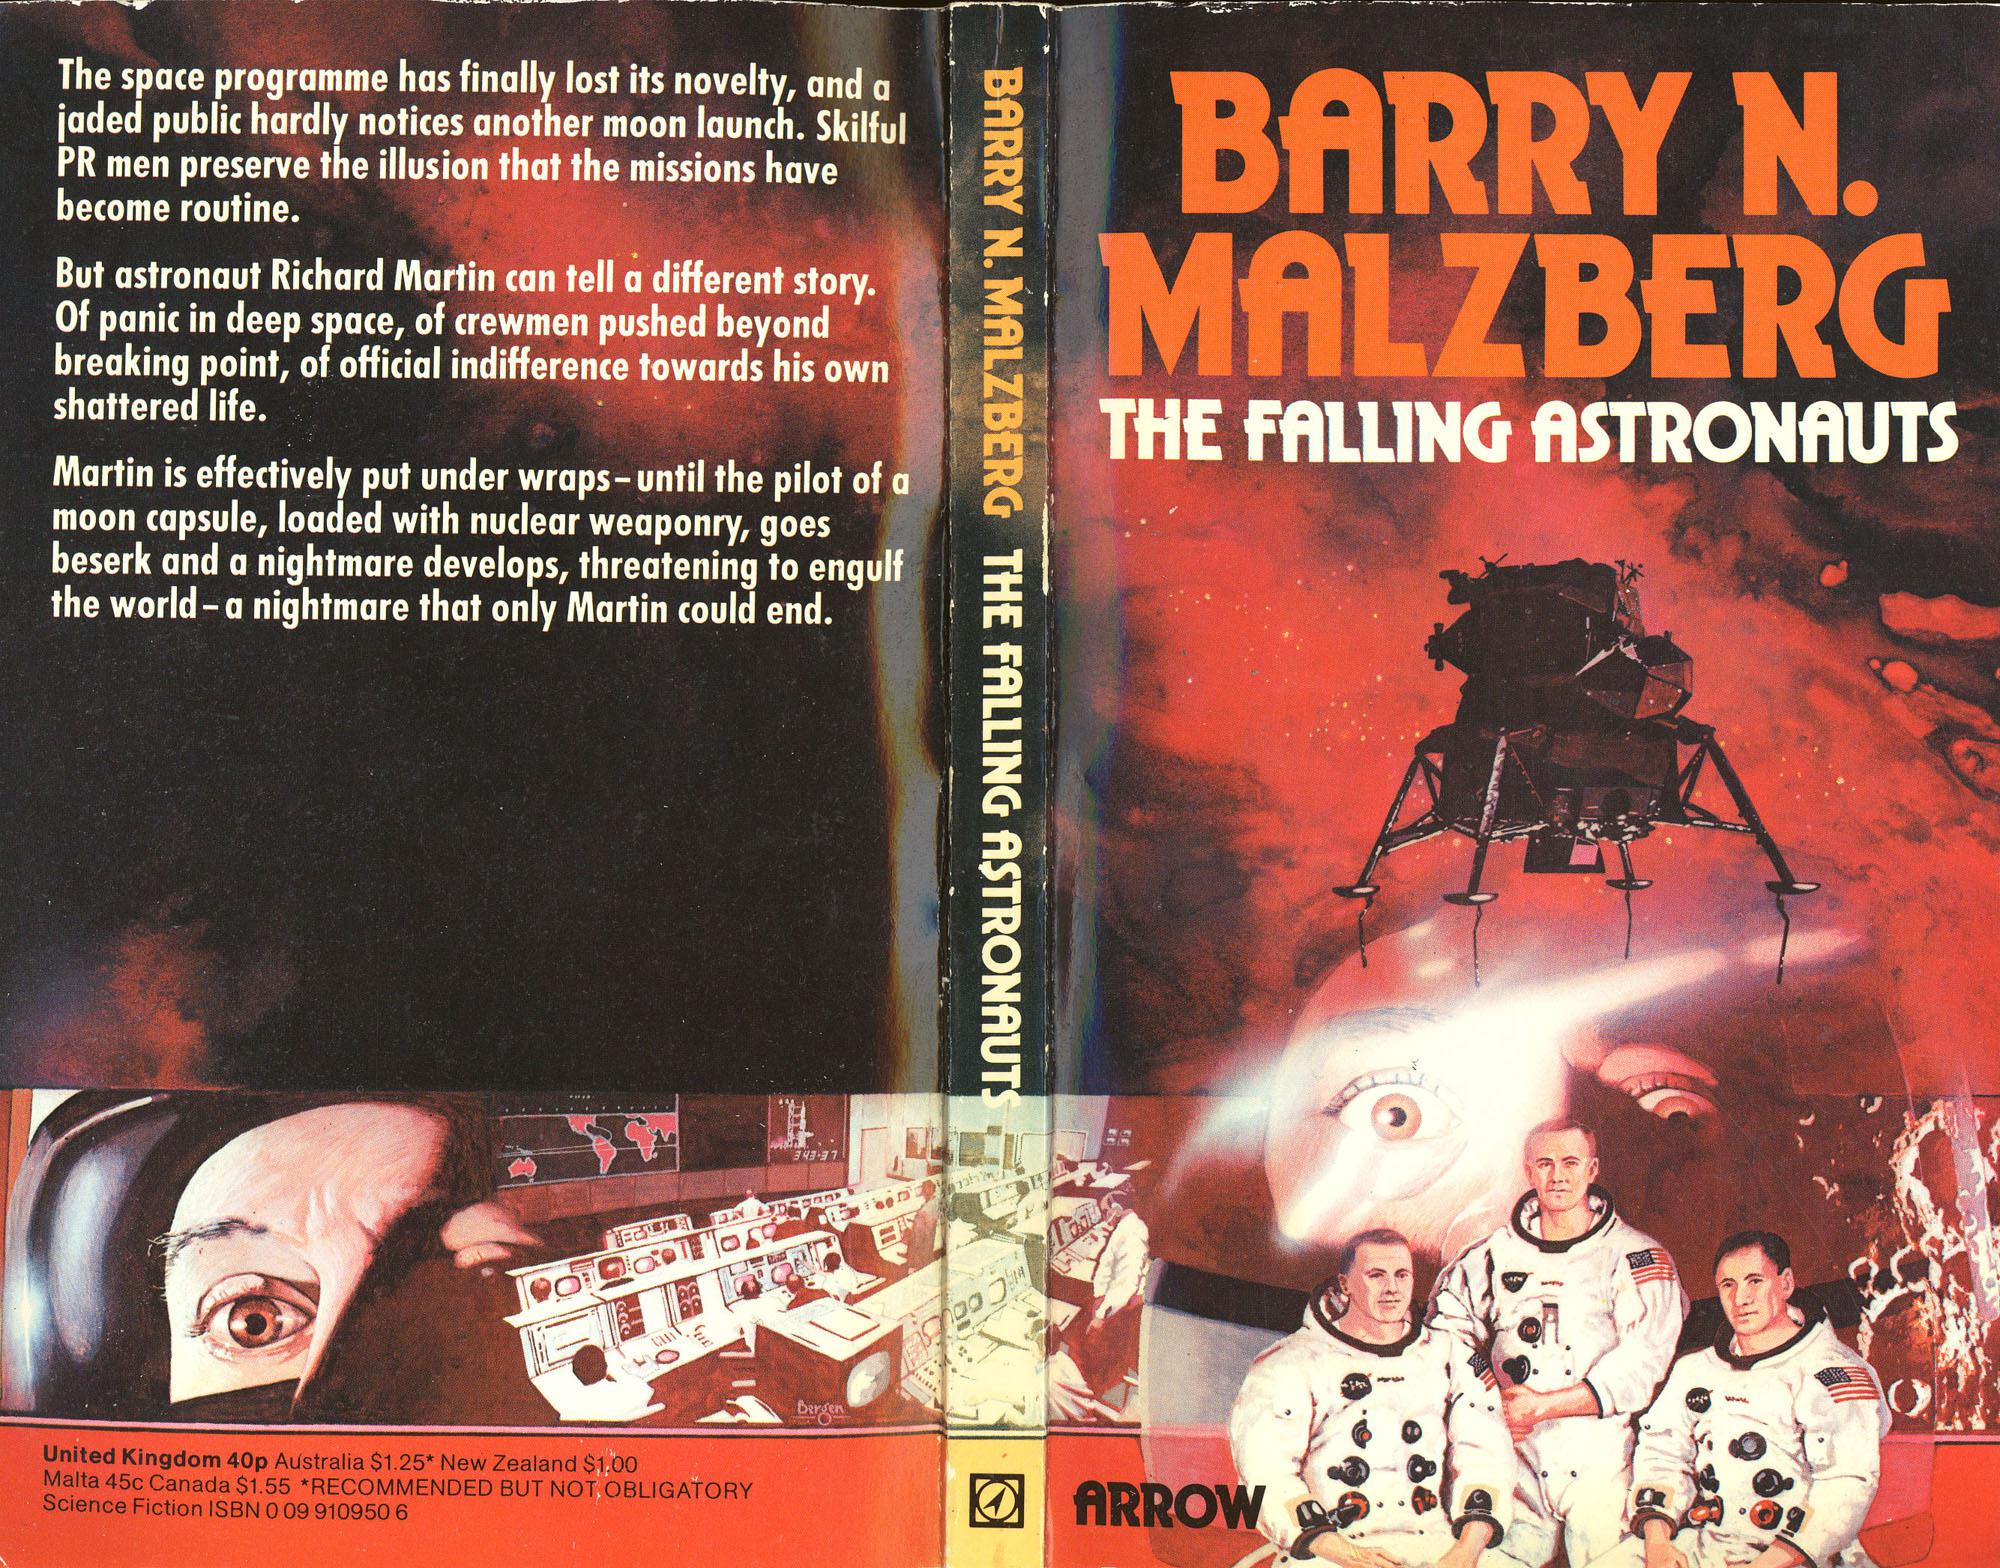 The space programme has finally lost its novelty, and a
jaded public hardly notices another moon launch. Skilful
PR men preserve the illusion that the missions have
become routine.
But astronaut Richard Martin can tell a different story.
Of panic in deep space, of crewmen pushed beyond
breaking point, of official indifference towards his own
shattered life.
Martin is effectively put under wraps–until the pilot of a
moon capsule, loaded with nuclear weaponry, goes
beserk and a nightmare develops, threatening to engulf
the world–a nightmare that only Martin could end.
343-37
Bergen
United Kingdom 40p Australia $1.25* New Zealand $1.00
Malta 45c Canada $1.55 *RECOMMENDED BUT NOT OBLIGATORY
Science Fiction ISBN 0 09 910950 6
BARRY N. MALZBERG THE FALLING ASTRONAUTS
BARRY N.
MALZBERG
THE FALLING ASTRONAUTS
ARROW